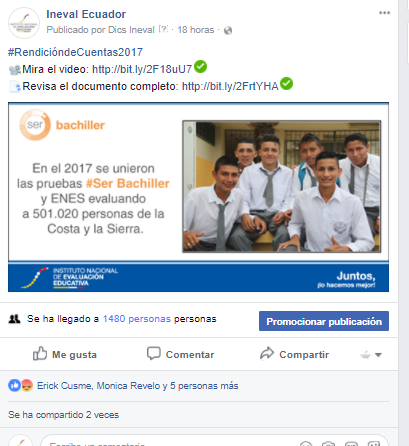 Ineval Ecuador
Publicado por Dics Ineval [?] · 18 horas ·
#RendicióndeCuentas2017
Mira el video: http://bit.ly/2F18uU7
Revisa el documento completo: http://bit.ly/2FrtYHA
ser bachiller
En el 2017 se unieron
las pruebas #Ser Bachiller
y ENES evaluando
a 501.020 personas de la
Costa y la Sierra.
INSTITUTO NACIONAL
DE EVALUACIÓN
EDUCATIVA
Juntos,
¡lo hacemos mejor!
Se ha llegado a 1480 personas personas
Promocionar publicación
Me gusta
Comentar
Compartir
Erick Cusme, Monica Revelo y 5 personas más
Se ha compartido 2 veces